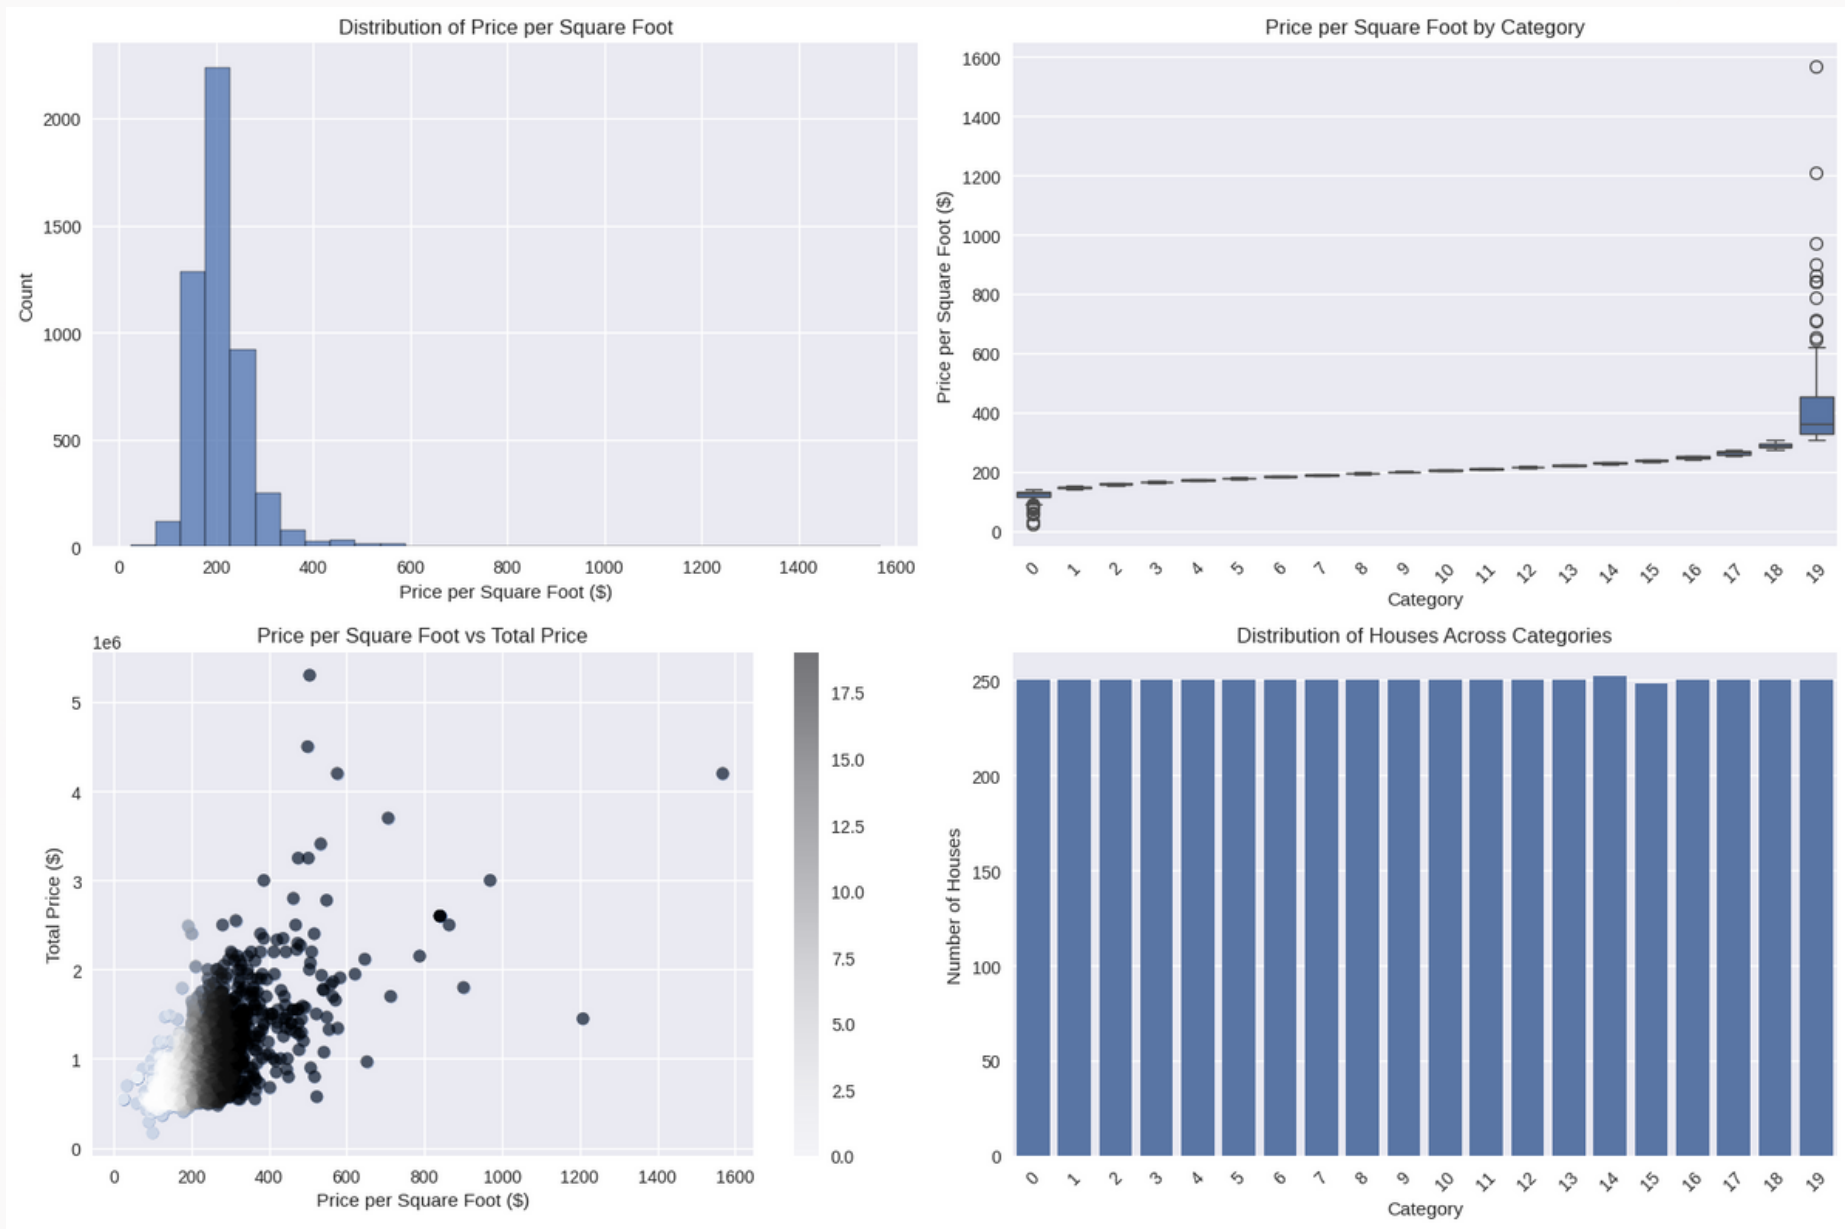 Distribution of Price per Square Foot
2000
1500
1000
500
0
Count
0 200 400 600 800 1000 1200 1400 1600
Price per Square Foot ($)
Price per Square Foot by Category
1600
1400
1200
1000
800
600
400
200
0
Price per Square Foot ($)
0 1 2 3 4 5 6 7 8 9 10 11 12 13 14 15 16 17 18 19
Category
Price per Square Foot vs Total Price
1e6
5
4
3
2
1
0
Total Price ($)
0 200 400 600 800 1000 1200 1400 1600
Price per Square Foot ($)
17.5
15.0
12.5
10.0
7.5
5.0
2.5
0.0
Distribution of Houses Across Categories
250
200
150
100
50
0
Number of Houses
0 1 2 3 4 5 6 7 8 9 10 11 12 13 14 15 16 17 18 19
Category